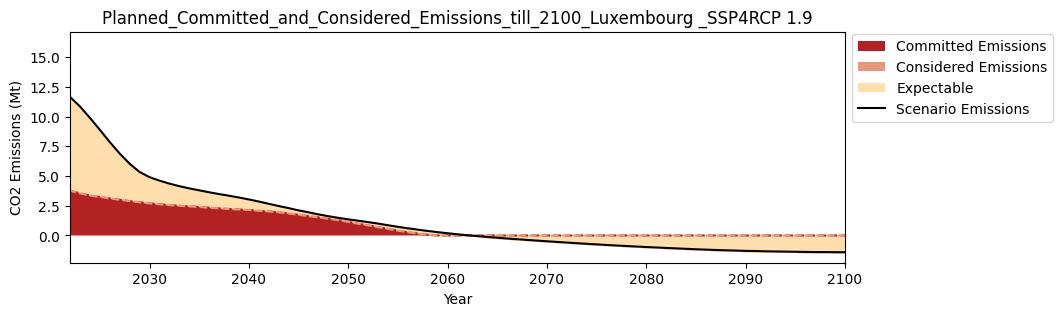 Planned_Committed_and_Considered_Emissions_till_2100_Luxembourg _SSP4RCP 1.9
Committed Emissions
Considered Emissions
Expectable
Scenario Emissions
CO2 Emissions (Mt)
15.0
12.5
10.0
7.5
5.0
2.5
0.0
2030 2040 2050 2060 2070 2080 2090 2100
Year